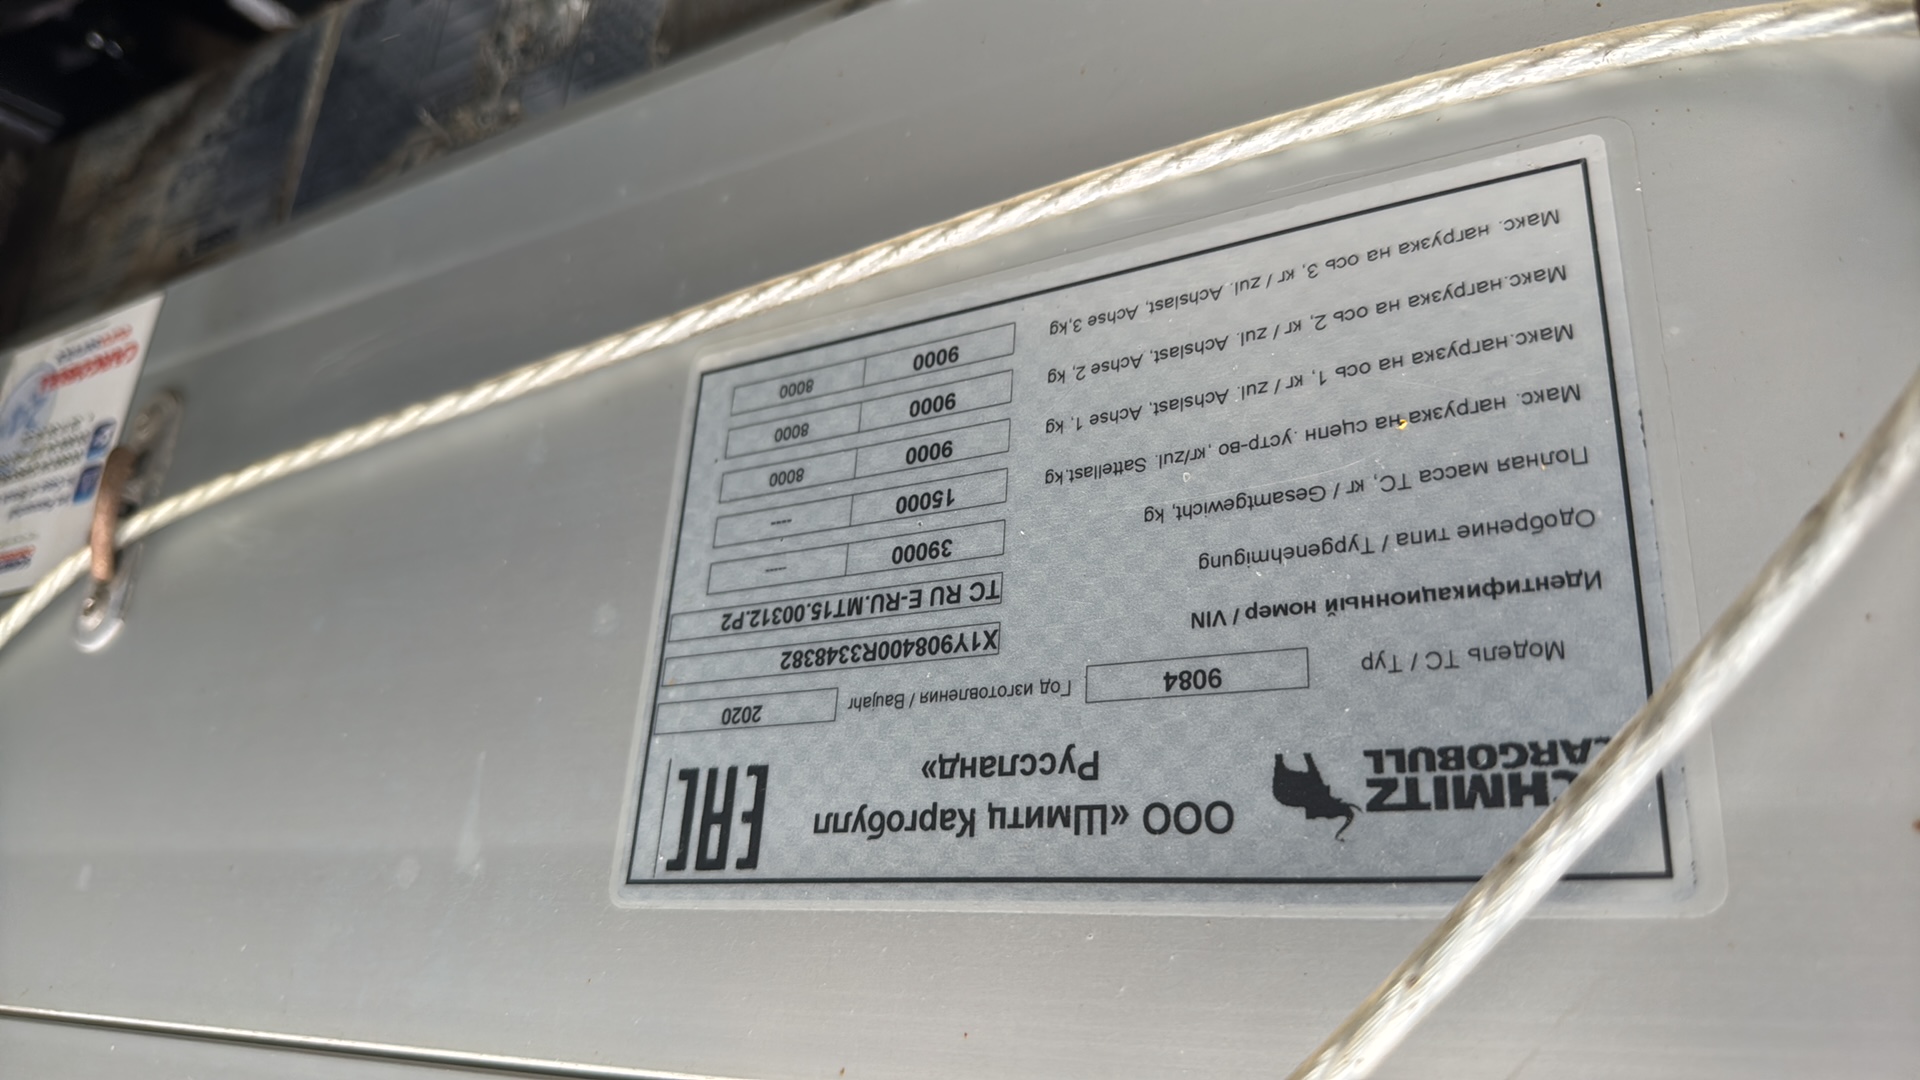 CHMITZ
CARGOBULL
ООО «Шмитц Каргобулл
Руссланд»
EAC
Модель ТС / Typ 9084 Год изготовления / Baujahr 2020
Идентификационный номер / VIN X1Y908400R3348382
Одобрение типа / Typgenehmigung TC RU E-RU.MT15.00312.P2
Полная масса ТС, кг / Gesamtgewicht, kg 39000 ----
Макс. нагрузка на сцепн .устр-во ,кг/zul. Sattellast,kg 15000 ----
Макс.нагрузка на ось 1, кг / zul. Achslast, Achse 1, kg 9000 8000
Макс.нагрузка на ось 2, кг / zul. Achslast, Achse 2, kg 9000 8000
Макс. нагрузка на ось 3, кг / zul. Achslast, Achse 3,kg 9000 8000
CARGOBULL